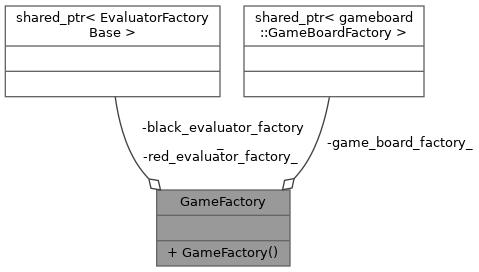 shared_ptr< EvaluatorFactory
Base >
shared_ptr< gameboard
::GameBoardFactory >
-black_evaluator_factory
_
-red_evaluator_factory_
-game_board_factory_
GameFactory
+ GameFactory()